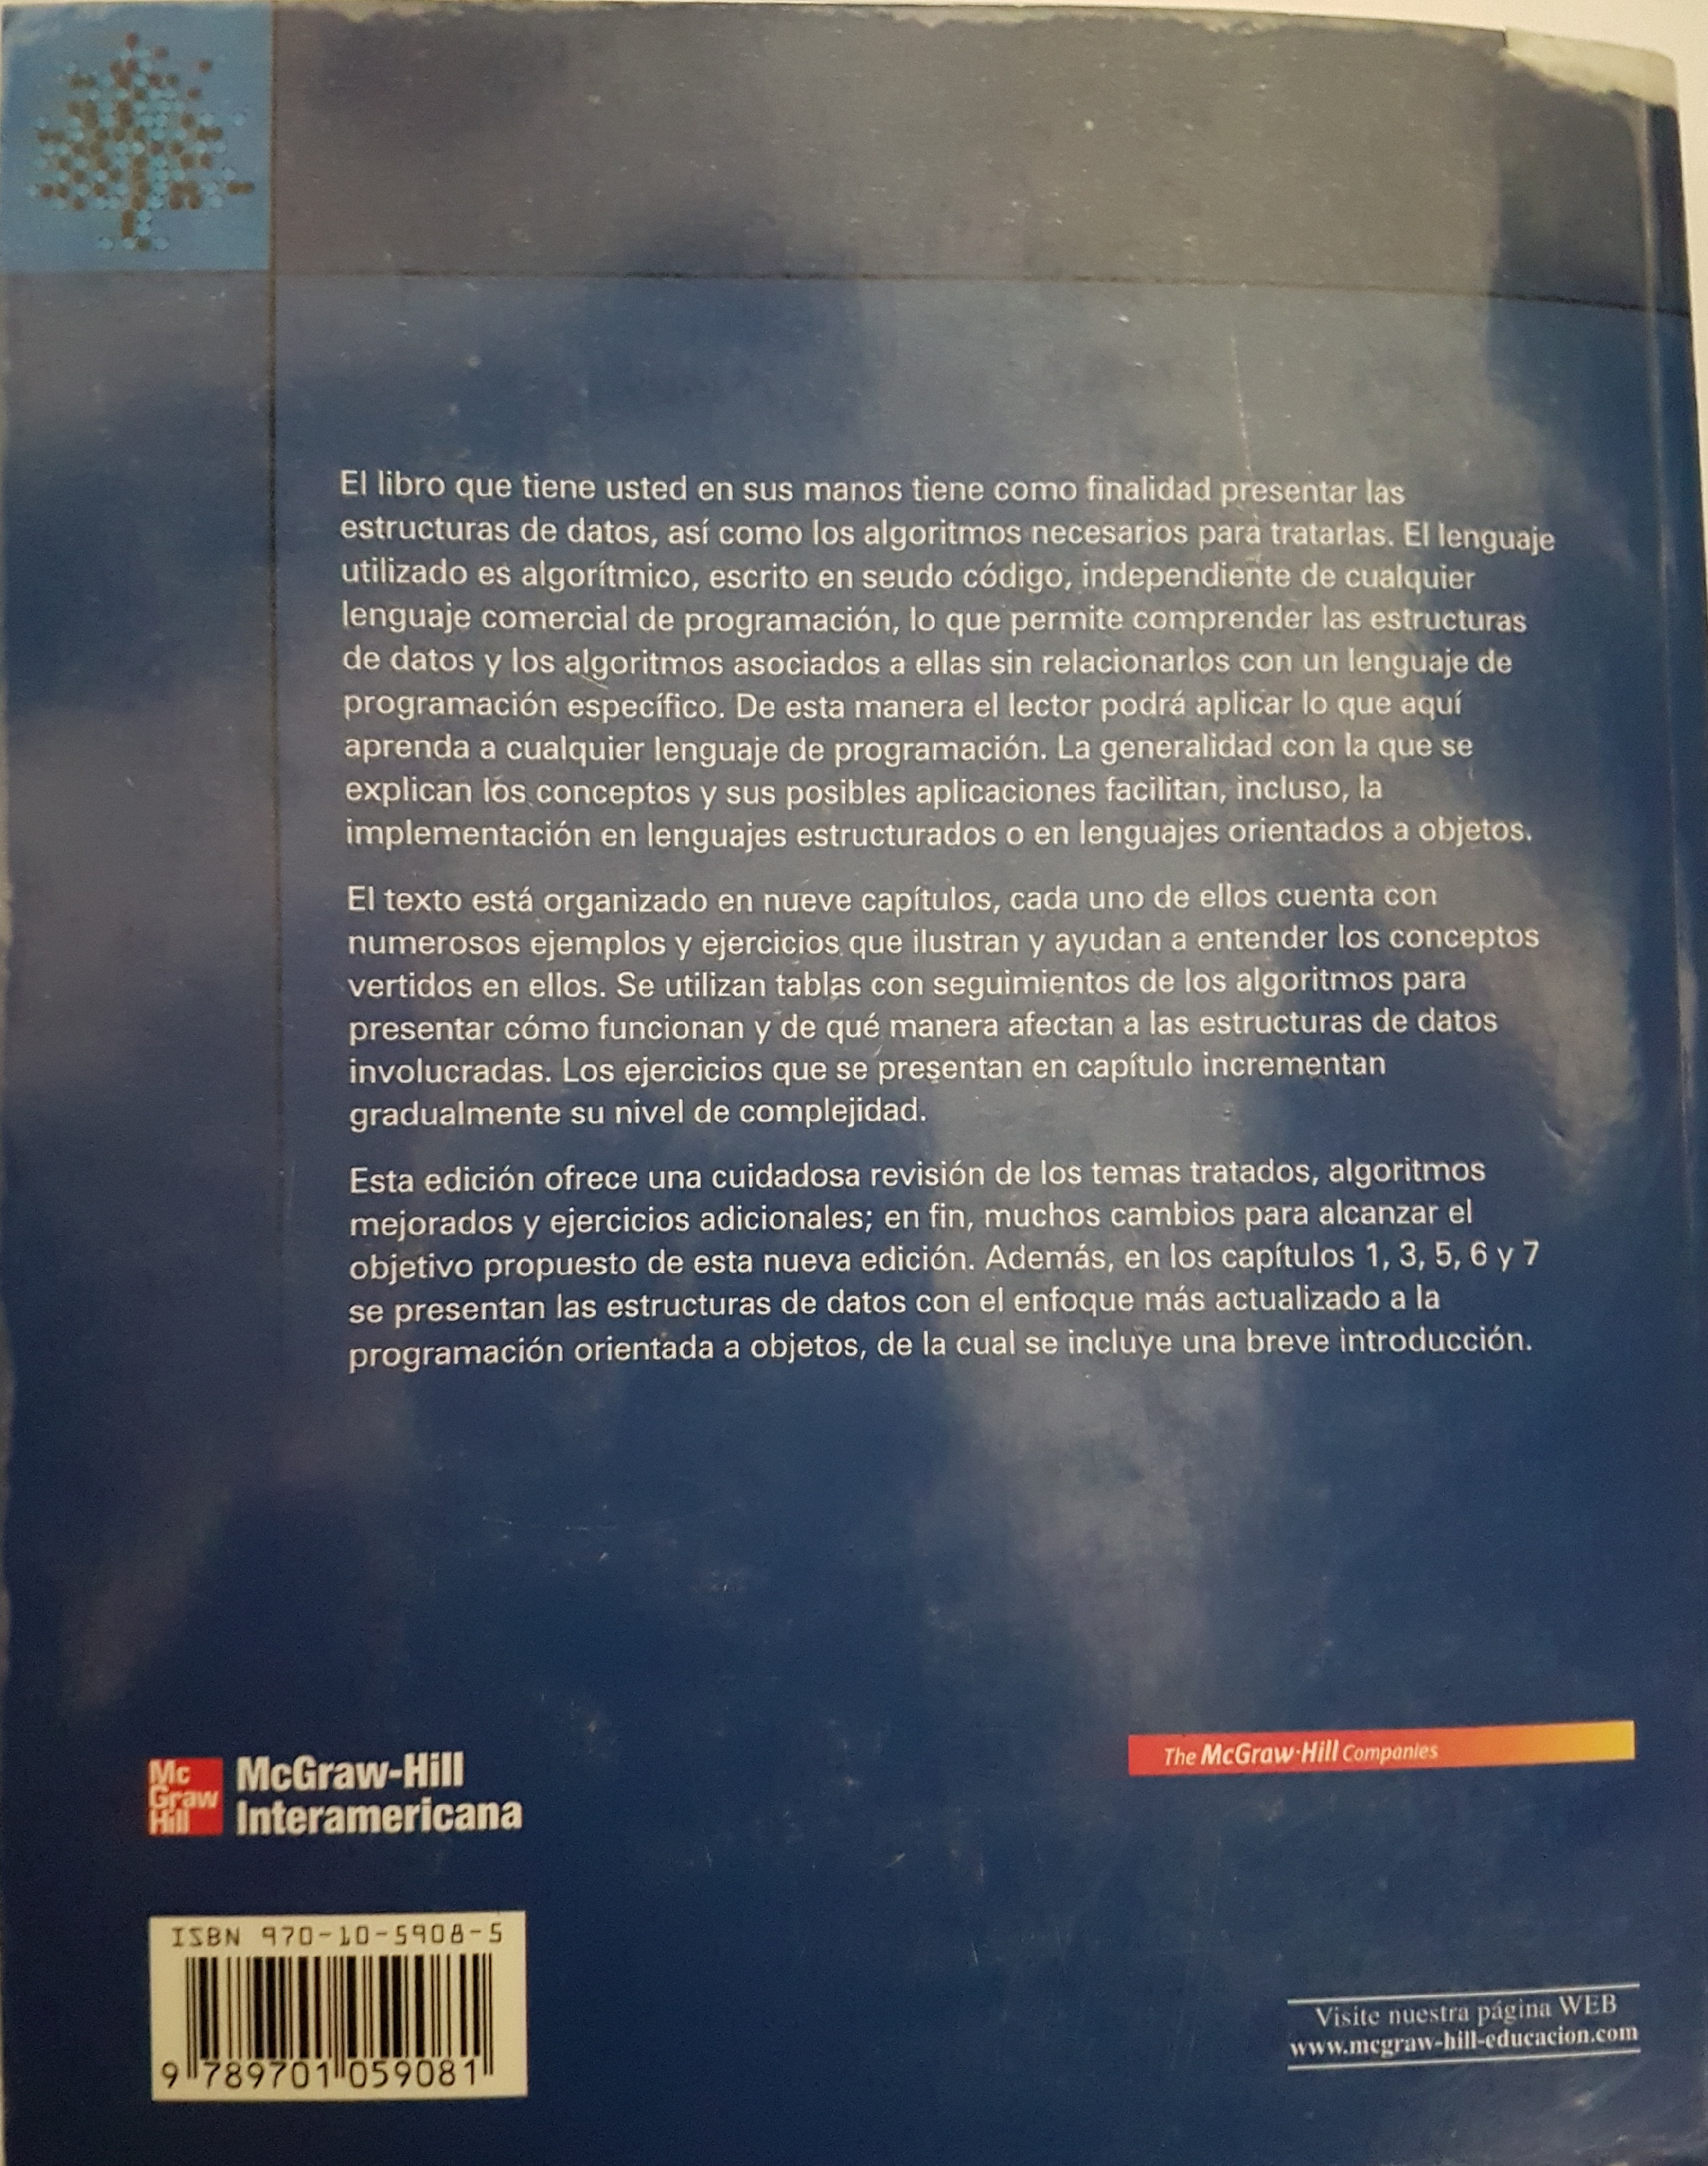 El libro que tiene usted en sus manos tiene como finalidad presentar las
estructuras de datos, así como los algoritmos necesarios para tratarlas. El lenguaje
utilizado es algorítmico, escrito en seudo código, independiente de cualquier
lenguaje comercial de programación, lo que permite comprender las estructuras
de datos y los algoritmos asociados a ellas sin relacionarlos con un lenguaje de
programación específico. De esta manera el lector podrá aplicar lo que aquí
aprenda a cualquier lenguaje de programación. La generalidad con la que se
explican los conceptos y sus posibles aplicaciones facilitan, incluso, la
implementación en lenguajes estructurados o en lenguajes orientados a objetos.
El texto está organizado en nueve capítulos, cada uno de ellos cuenta con
numerosos ejemplos y ejercicios que ilustran y ayudan a entender los conceptos
vertidos en ellos. Se utilizan tablas con seguimientos de los algoritmos para
presentar cómo funcionan y de qué manera afectan a las estructuras de datos
involucradas. Los ejercicios que se presentan en capítulo incrementan
gradualmente su nivel de complejidad.
Esta edición ofrece una cuidadosa revisión de los temas tratados, algoritmos
mejorados y ejercicios adicionales; en fin, muchos cambios para alcanzar el
objetivo propuesto de esta nueva edición. Además, en los capítulos 1, 3, 5, 6 y 7
se presentan las estructuras de datos con el enfoque más actualizado a la
programación orientada a objetos, de la cual se incluye una breve introducción.
The McGraw·Hill Companies
Mc
Graw
Hill
McGraw-Hill
Interamericana
ISBN 970-10-5908-5
9 789701 059081
Visite nuestra página WEB
www.mcgraw-hill-educacion.com